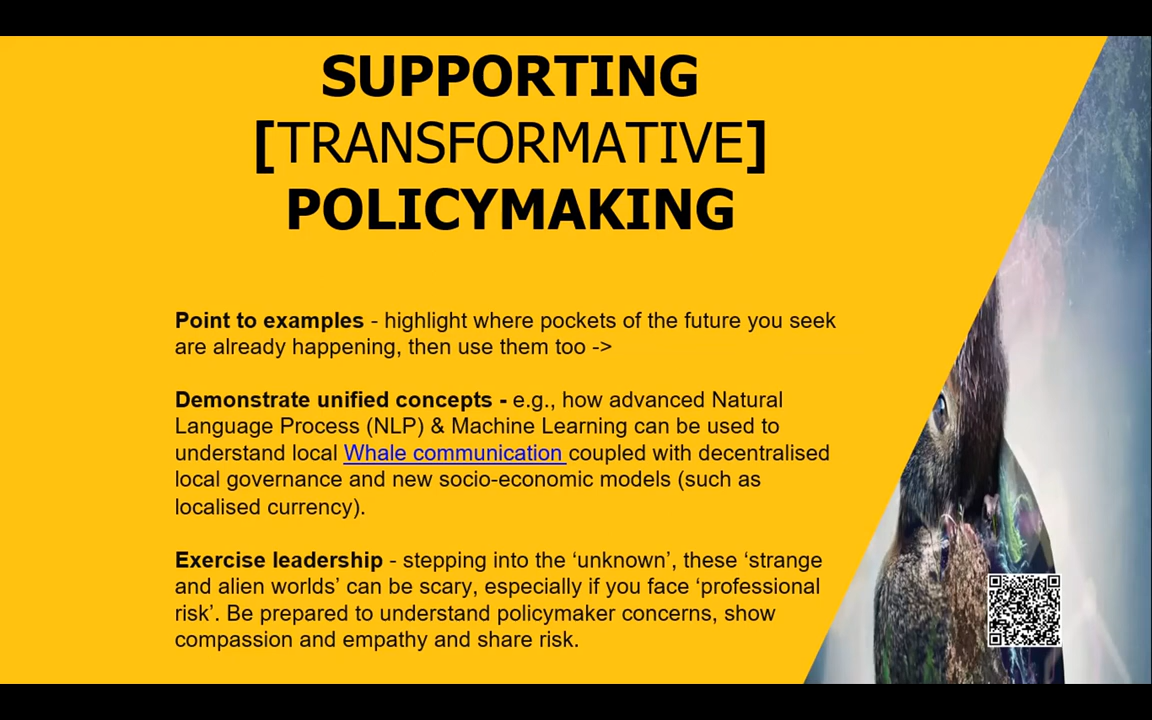 SUPPORTING
[TRANSFORMATIVE]
POLICYMAKING
Point to examples - highlight where pockets of the future you seek
are already happening, then use them too ->
Demonstrate unified concepts - e.g., how advanced Natural
Language Process (NLP) & Machine Learning can be used to
understand local Whale communication coupled with decentralised
local governance and new socio-economic models (such as
localised currency).
Exercise leadership - stepping into the ‘unknown’, these ‘strange
and alien worlds’ can be scary, especially if you face ‘professional
risk’. Be prepared to understand policymaker concerns, show
compassion and empathy and share risk.